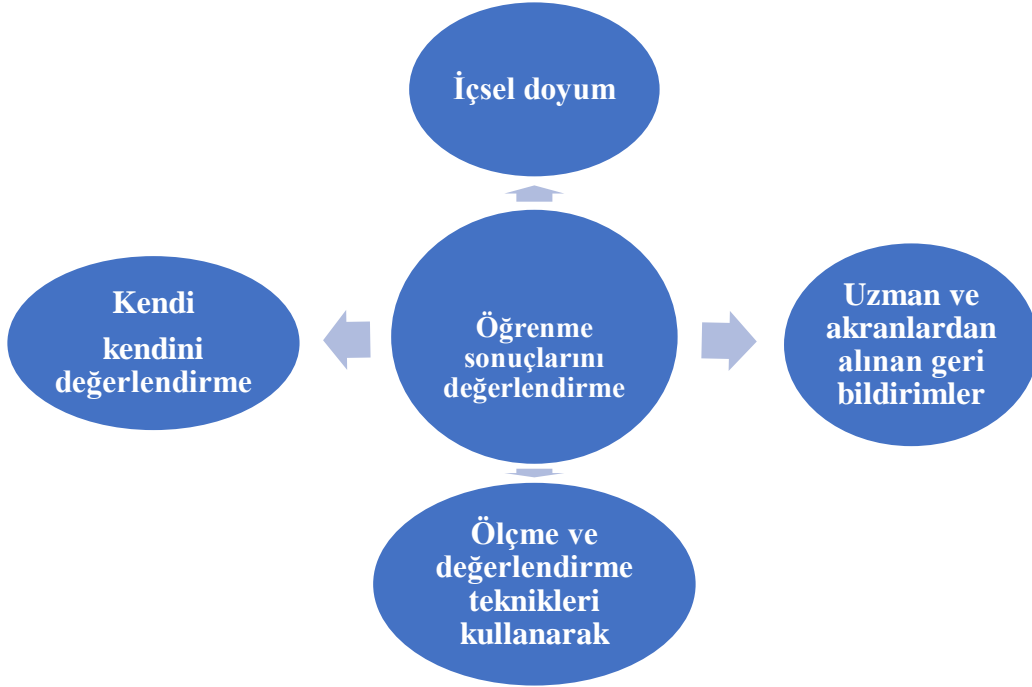 İçsel doyum
Kendi
kendini
değerlendirme
Öğrenme
sonuçlarını
değerlendirme
Uzman ve
akranlardan
alınan geri
bildirimler
Ölçme ve
değerlendirme
teknikleri
kullanarak